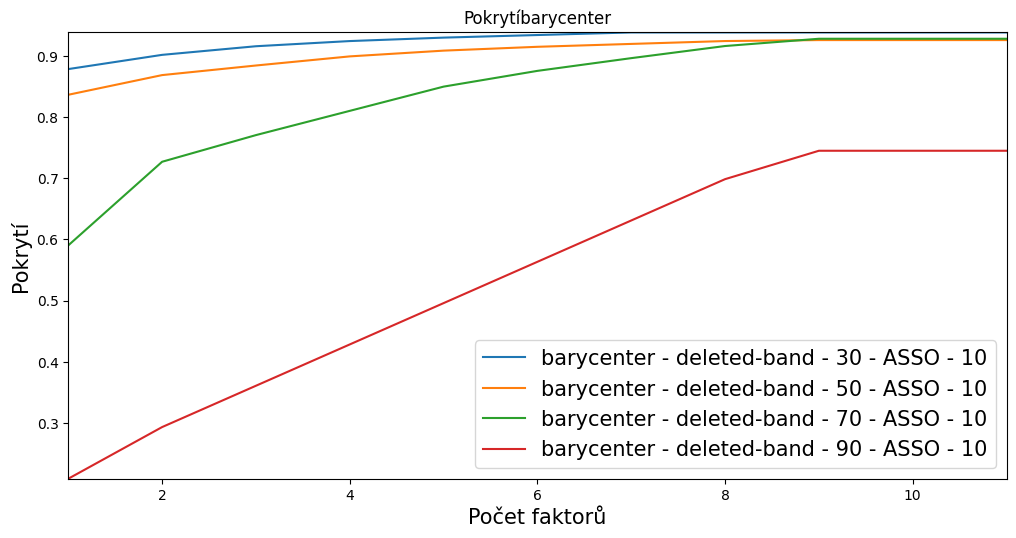 Pokrytíbarycenter
Pokrytí
0.9
0.8
0.7
0.6
0.5
0.4
0.3
barycenter - deleted-band - 30 - ASSO - 10
barycenter - deleted-band - 50 - ASSO - 10
barycenter - deleted-band - 70 - ASSO - 10
barycenter - deleted-band - 90 - ASSO - 10
2 4 6 8 10
Počet faktorů